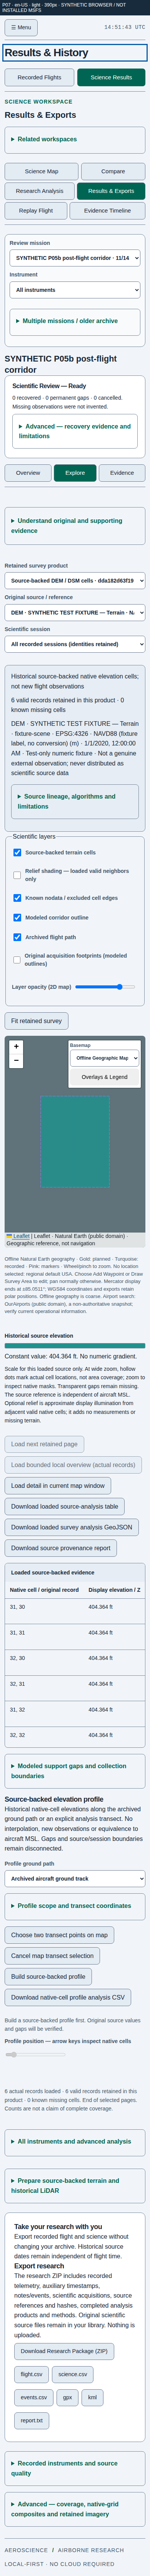 P07 · en-US · light · 390px · SYNTHETIC BROWSER / NOT
INSTALLED MSFS
☰ Menu
14:51:43 UTC
Results & History
Recorded Flights
Science Results
SCIENCE WORKSPACE
Results & Exports
▶ Related workspaces
Science Map
Compare
Research Analysis
Results & Exports
Replay Flight
Evidence Timeline
Review mission
SYNTHETIC P05b post-flight corridor · 11/14
Instrument
All instruments
▶ Multiple missions / older archive
SYNTHETIC P05b post-flight
corridor
Scientific Review — Ready
0 recovered · 0 permanent gaps · 0 cancelled.
Missing observations were not invented.
▶ Advanced — recovery evidence and
limitations
Overview
Explore
Evidence
▶ Understand original and supporting
evidence
Retained survey product
Source-backed DEM / DSM cells · dda182d63f19
Original source / reference
DEM · SYNTHETIC TEST FIXTURE — Terrain · NA
Scientific session
All recorded sessions (identities retained)
Historical source-backed native elevation cells;
not new flight observations
6 valid records retained in this product · 0
known missing cells
DEM · SYNTHETIC TEST FIXTURE — Terrain
· fixture-scene · EPSG:4326 · NAVD88 (fixture
label, no conversion) (m) · 1/1/2020, 12:00:00
AM · Test-only numeric fixture · Not a genuine
external observation; never distributed as
scientific source data
▶ Source lineage, algorithms and
limitations
Scientific layers
Source-backed terrain cells
Relief shading — loaded valid neighbors
only
Known nodata / excluded cell edges
Modeled corridor outline
Archived flight path
Original acquisition footprints (modeled
outlines)
Layer opacity (2D map)
Fit retained survey
+
−
Basemap
Offline Geographic Map
Overlays & Legend
Leaflet | Leaflet · Natural Earth (public domain) ·
Geographic reference, not navigation
Offline Natural Earth geography · Gold: planned · Turquoise:
recorded · Pink: markers · Wheel/pinch to zoom. No location
selected: regional default USA. Choose Add Waypoint or Draw
Survey Area to edit; pan normally otherwise. Mercator display
limits at ±85.0511°; WGS84 coordinates and exports retain
polar positions. Offline geography is coarse. Airport search:
OurAirports (public domain), a non-authoritative snapshot;
verify current operational information.
Historical source elevation
Constant value: 404.364 ft. No numeric gradient.
Scale for this loaded source only. At wide zoom, hollow
dots mark actual cell locations, not area coverage; zoom to
inspect native masks. Transparent gaps remain missing.
The source reference is independent of aircraft MSL.
Optional relief is approximate display illumination from
adjacent valid native cells; it adds no measurements or
missing terrain.
Load next retained page
Load bounded local overview (actual records)
Load detail in current map window
Download loaded source-analysis table
Download loaded survey analysis GeoJSON
Download source provenance report
Loaded source-backed evidence
Native cell / original record
Display elevation / Z
31, 30
404.364 ft
31, 31
404.364 ft
32, 30
404.364 ft
32, 31
404.364 ft
31, 32
404.364 ft
32, 32
404.364 ft
▶ Modeled support gaps and collection
boundaries
Source-backed elevation profile
Historical native-cell elevations along the archived
ground path or an explicit analysis transect. No
interpolation, new observations or equivalence to
aircraft MSL. Gaps and source/session boundaries
remain disconnected.
Profile ground path
Archived aircraft ground track
▶ Profile scope and transect coordinates
Choose two transect points on map
Cancel map transect selection
Build source-backed profile
Download native-cell profile analysis CSV
Build a source-backed profile first. Original source values
and gaps will be verified.
Profile position — arrow keys inspect native cells
6 actual records loaded · 6 valid records retained in this
product · 0 known missing cells. End of selected pages.
Counts are not a claim of complete coverage.
▶ All instruments and advanced analysis
▶ Prepare source-backed terrain and
historical LiDAR
Take your research with you
Export recorded flight and science without
changing your archive. Historical source
dates remain independent of flight time.
Export research
The research ZIP includes recorded
telemetry, auxiliary timestamps,
notes/events, scientific acquisitions, source
references and hashes, completed analysis
products and methods. Original scientific
source files remain in your library. Nothing is
uploaded.
Download Research Package (ZIP)
flight.csv
science.csv
events.csv
gpx
kml
report.txt
▶ Recorded instruments and source
quality
▶ Advanced — coverage, native-grid
composites and retained imagery
AEROSCIENCE / AIRBORNE RESEARCH
LOCAL-FIRST · NO CLOUD REQUIRED